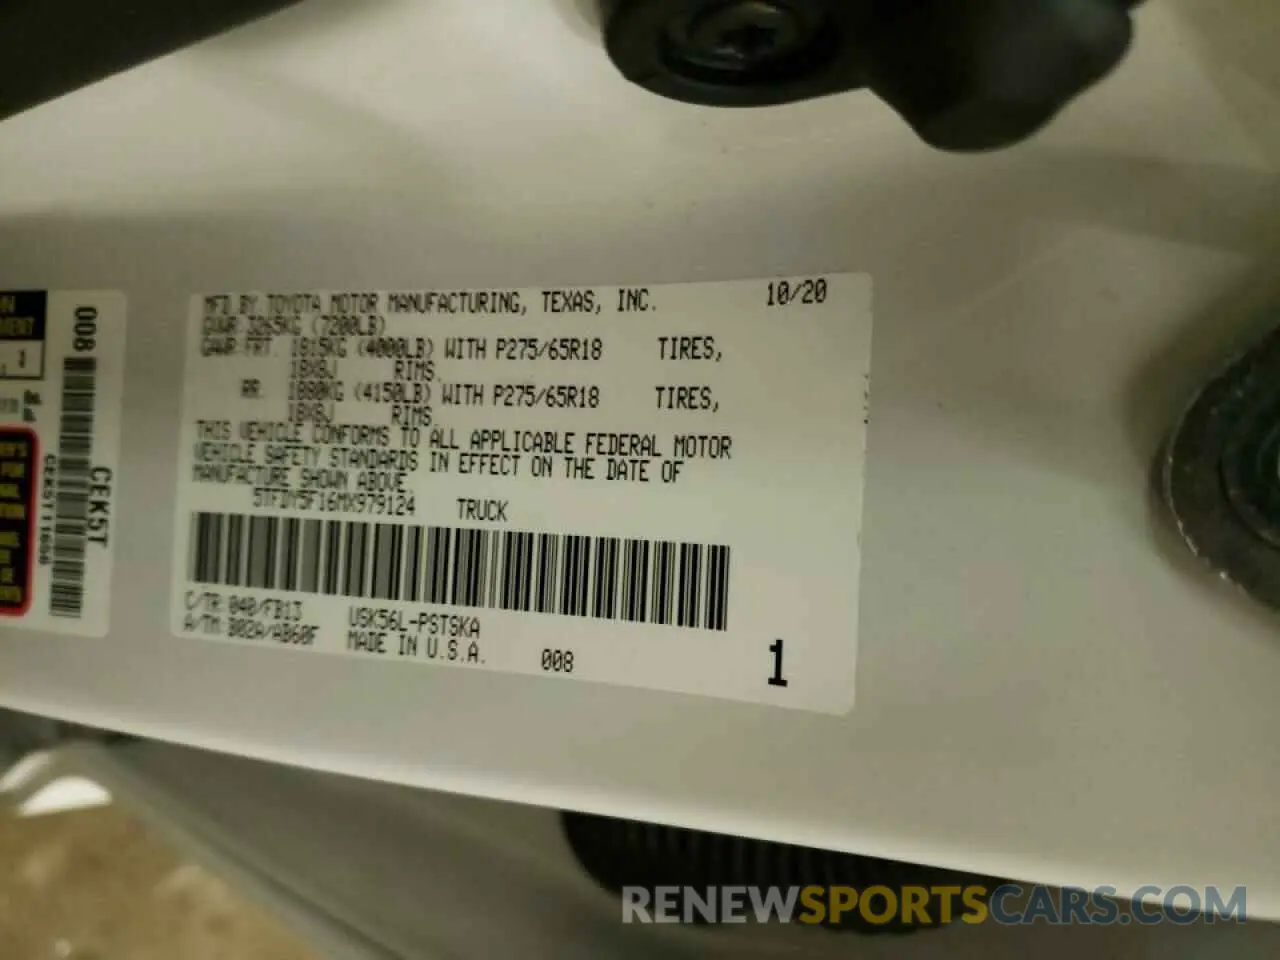 MFD BY TOYOTA MOTOR MANUFACTURING, TEXAS, INC. 10/20
GVWR 3265KG (7200LB)
GAWR FRT. 1815KG (4000LB) WITH P275/65R18 TIRES,
18X8J RIMS,
RR. 1880KG (4150LB) WITH P275/65R18 TIRES,
18X8J RIMS,
THIS VEHICLE CONFORMS TO ALL APPLICABLE FEDERAL MOTOR
VEHICLE SAFETY STANDARDS IN EFFECT ON THE DATE OF
MANUFACTURE SHOWN ABOVE.
5TFDY5F16MX979124 TRUCK
C/TR: 040/FB13 USK56L-PSTSKA
A/TM: B02A/AB60F MADE IN U.S.A. 008
1
008
CEK5T
1
RENEWSPORTSCARS.COM